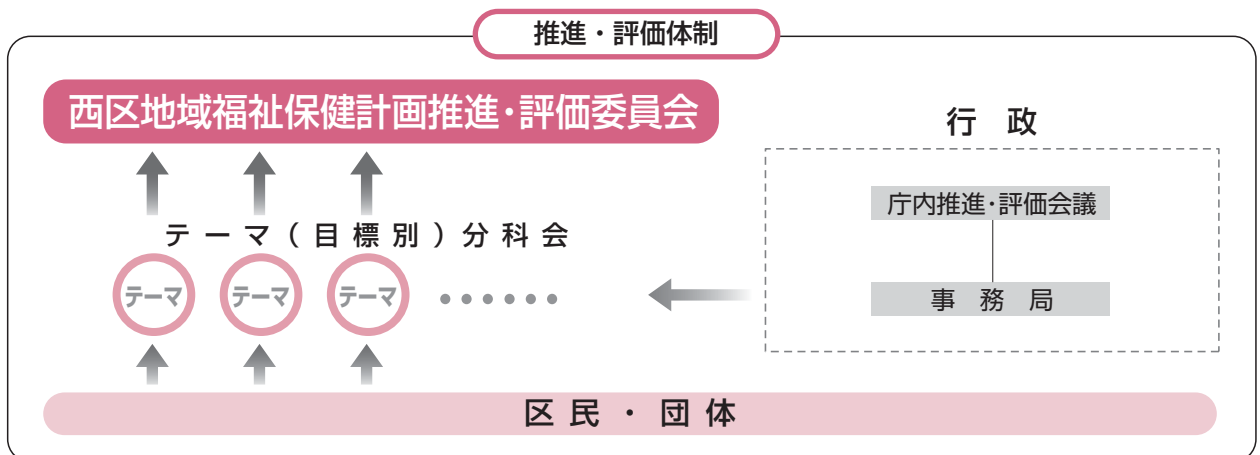 推進・評価体制
西区地域福祉保健計画推進・評価委員会
行 政
庁内推進・評価会議
テーマ(目標別)分科会
テーマ テーマ テーマ ・・・・・・
事 務 局
区民・団体